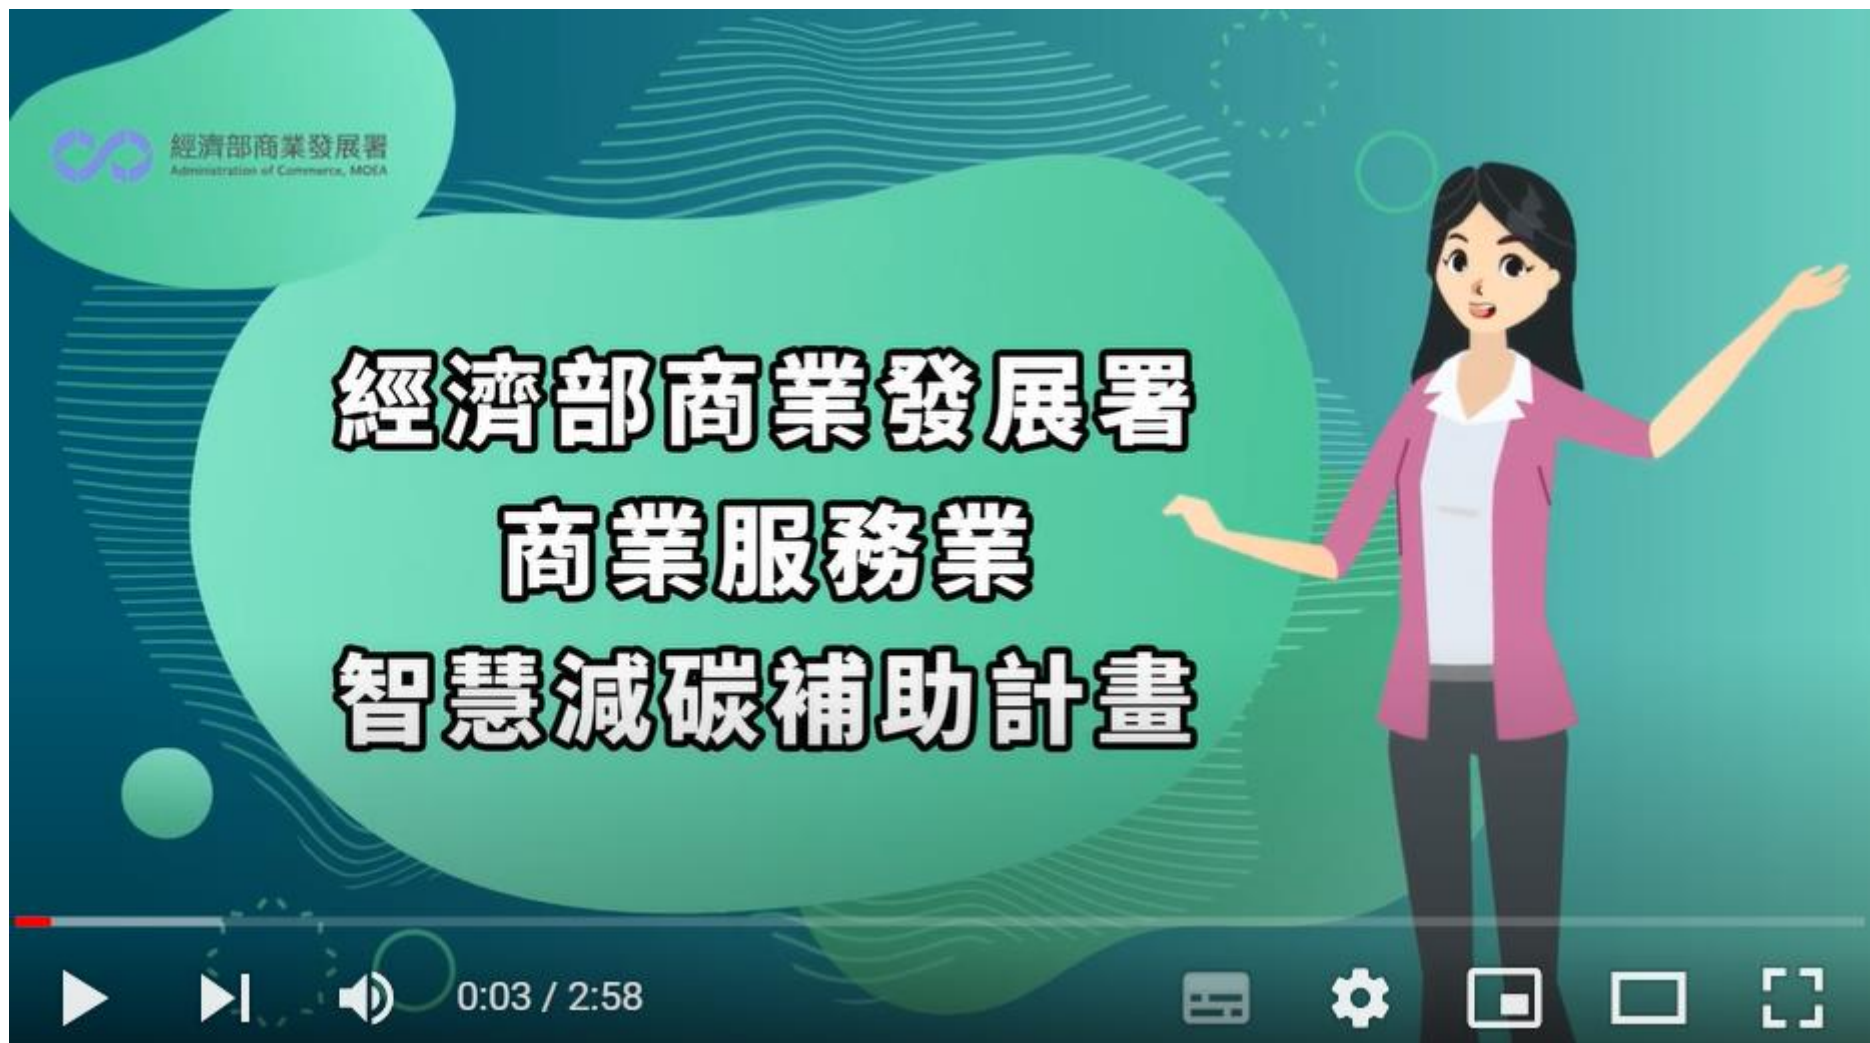 經濟部商業發展署
Administration of Commerce, MOEA
經濟部商業發展署
商業服務業
智慧減碳補助計畫
0:03 / 2:58